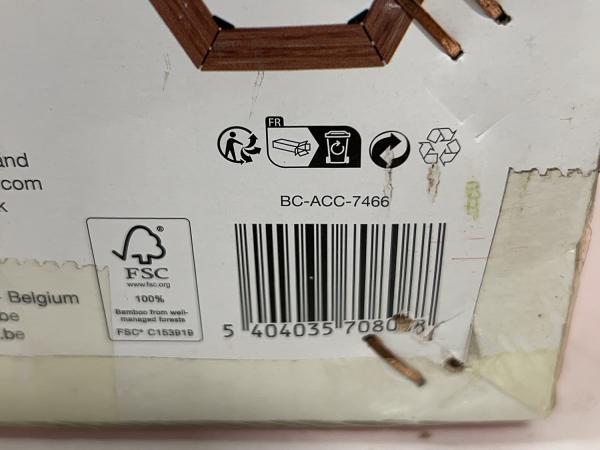 FR
and
.com
k
BC-ACC-7466
FSC®
www.fsc.org
100%
Bamboo from well-
managed forests
FSC® C153919
- Belgium
.be
.be
5 404035 708